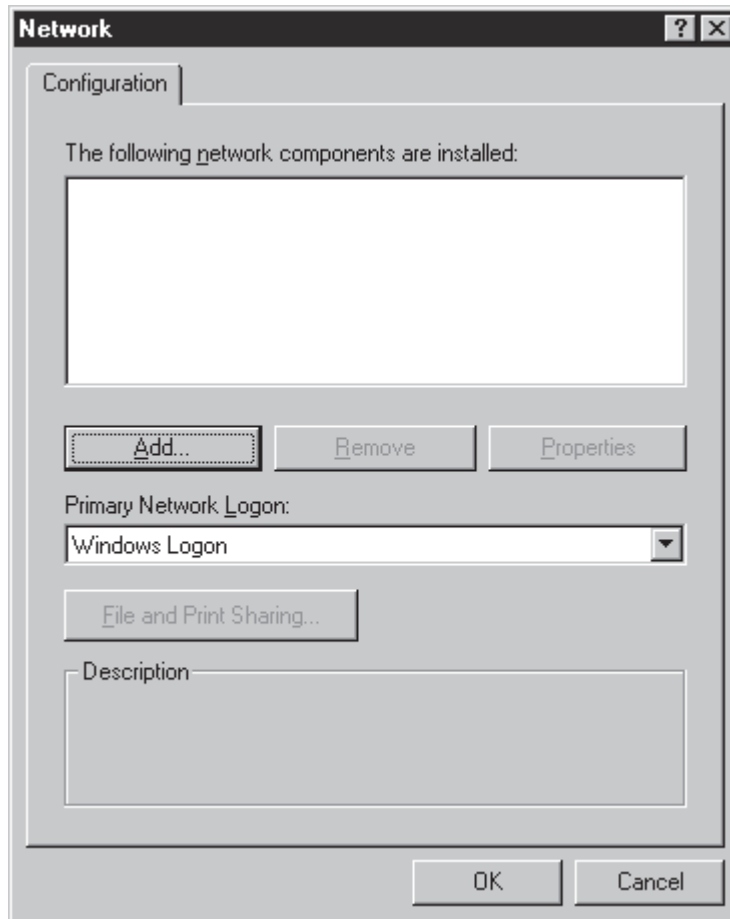 Network
Configuration
The following network components are installed:
Add...
Remove
Properties
Primary Network Logon:
Windows Logon
File and Print Sharing...
Description
OK
Cancel